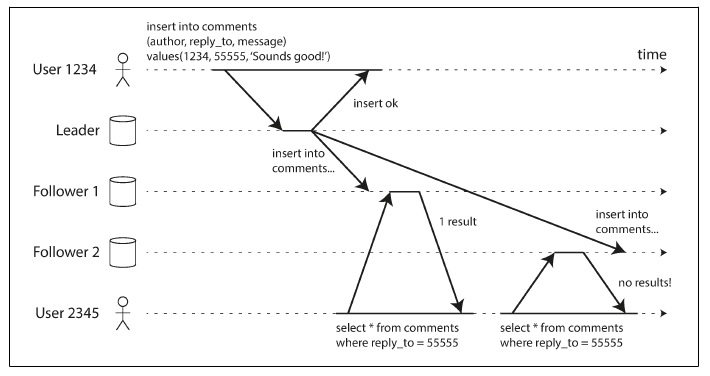 insert into comments
(author, reply_to, message)
values(1234, 55555, ‘Sounds good!’)
time
User 1234
insert ok
Leader
insert into
comments...
Follower 1
1 result
insert into
comments...
Follower 2
no results!
User 2345
select * from comments
where reply_to = 55555
select * from comments
where reply_to = 55555